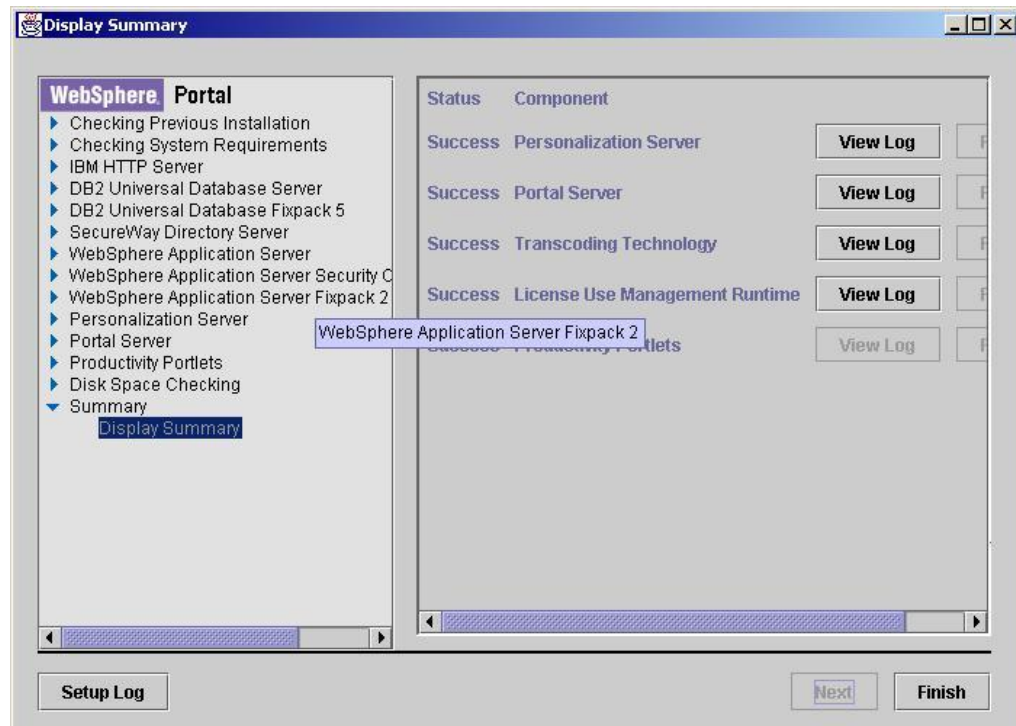 Display Summary
WebSphere. Portal
Checking Previous Installation
Checking System Requirements
IBM HTTP Server
DB2 Universal Database Server
DB2 Universal Database Fixpack 5
SecureWay Directory Server
WebSphere Application Server
WebSphere Application Server Security C
WebSphere Application Server Fixpack 2
Personalization Server
Portal Server
Productivity Portlets
Disk Space Checking
Summary
Display Summary
WebSphere Application Server Fixpack 2
Status Component
Success Personalization Server View Log
Success Portal Server View Log
Success Transcoding Technology View Log
Success License Use Management Runtime View Log
Success Productivity Portlets View Log
Setup Log Next Finish